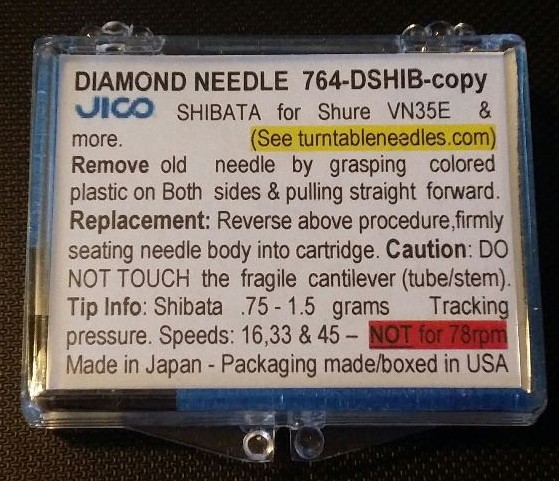 DIAMOND NEEDLE 764-DSHIB-copy
JICO SHIBATA for Shure VN35E &
more. (See turntableneedles.com)
Remove old needle by grasping colored
plastic on Both sides & pulling straight forward.
Replacement: Reverse above procedure,firmly
seating needle body into cartridge. Caution: DO
NOT TOUCH the fragile cantilever (tube/stem).
Tip Info: Shibata .75 - 1.5 grams Tracking
pressure. Speeds: 16,33 & 45 – NOT for 78rpm
Made in Japan - Packaging made/boxed in USA